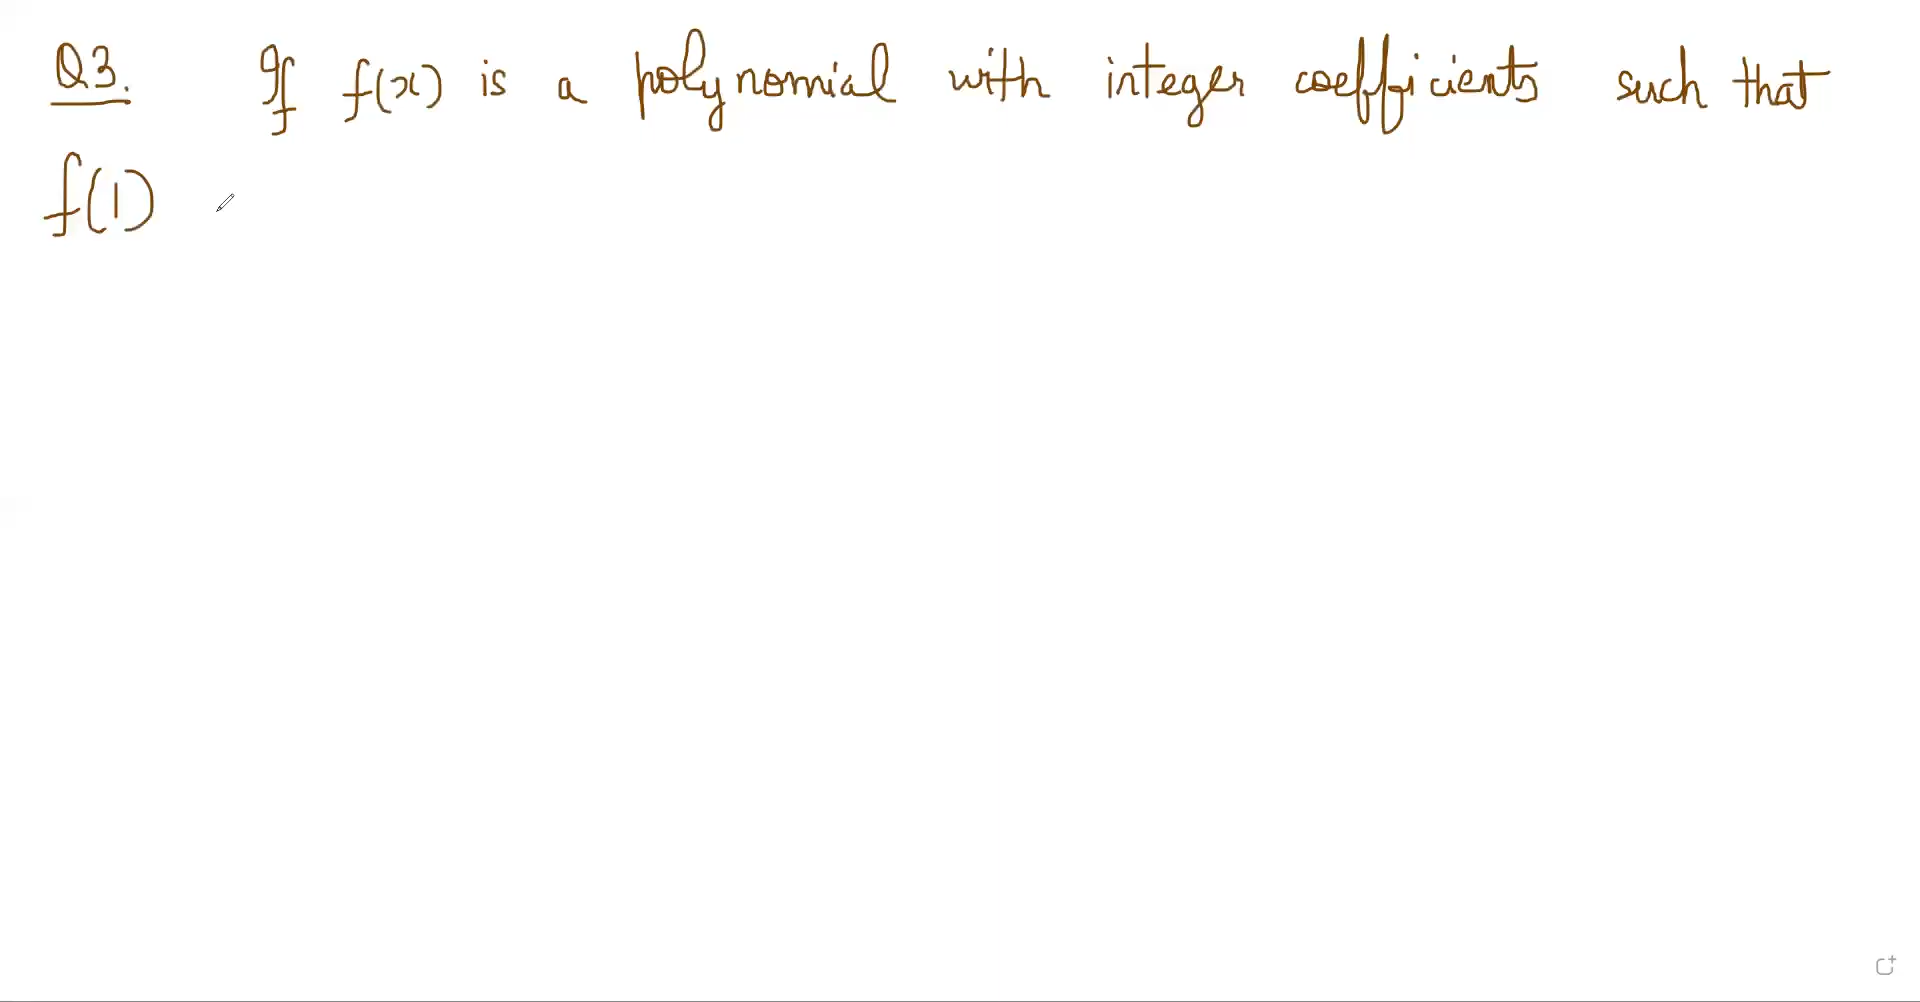 Q3. If f(x) is a polynomial with integer coefficients such that
f(1)